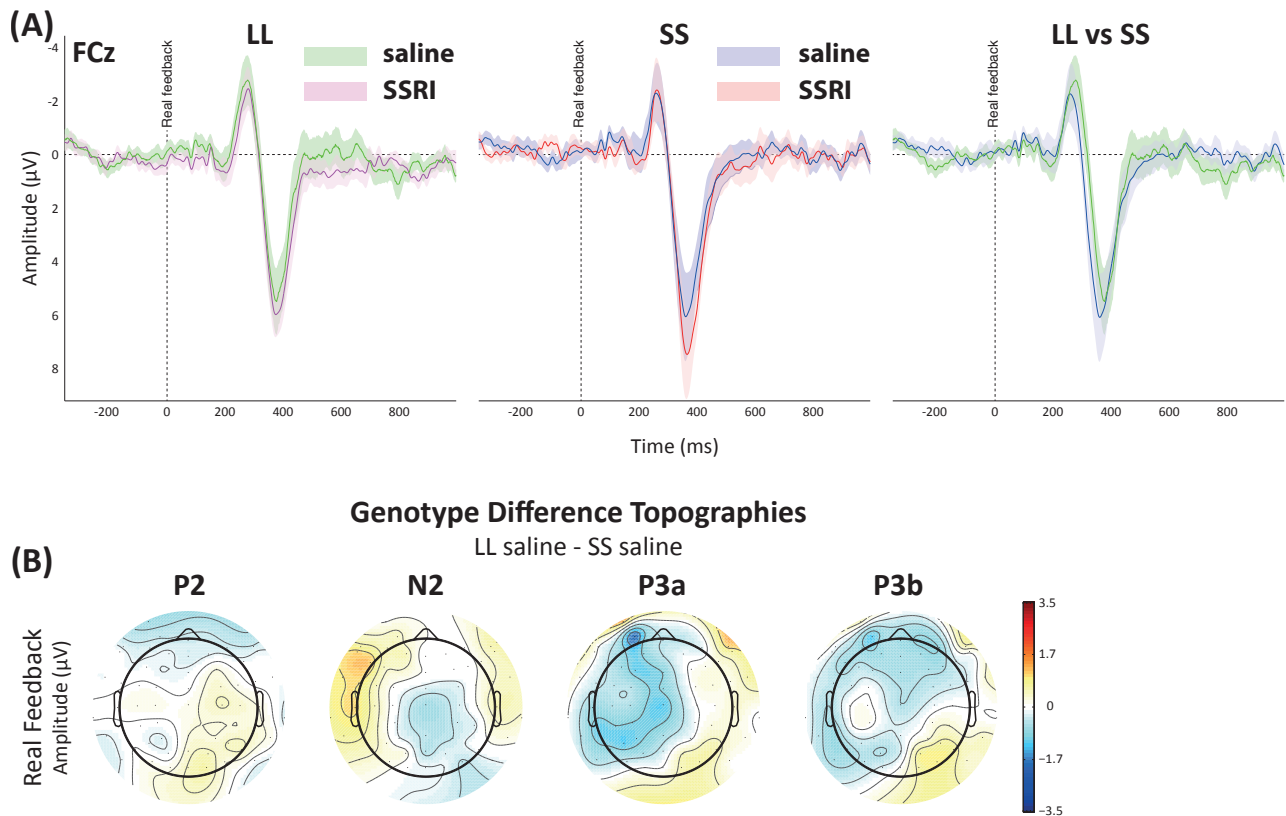 (A)
FCz
LL
saline
SSRI
SS
saline
SSRI
LL vs SS
Real feedback
Real feedback
Real feedback
Amplitude (µV)
-4
-2
0
2
4
6
8
-200 0 200 400 600 800
-200 0 200 400 600 800
-200 0 200 400 600 800
Time (ms)
Genotype Difference Topographies
LL saline - SS saline
(B)
P2 N2 P3a P3b
Real Feedback
Amplitude (µV)
3.5
1.7
0
−1.7
−3.5